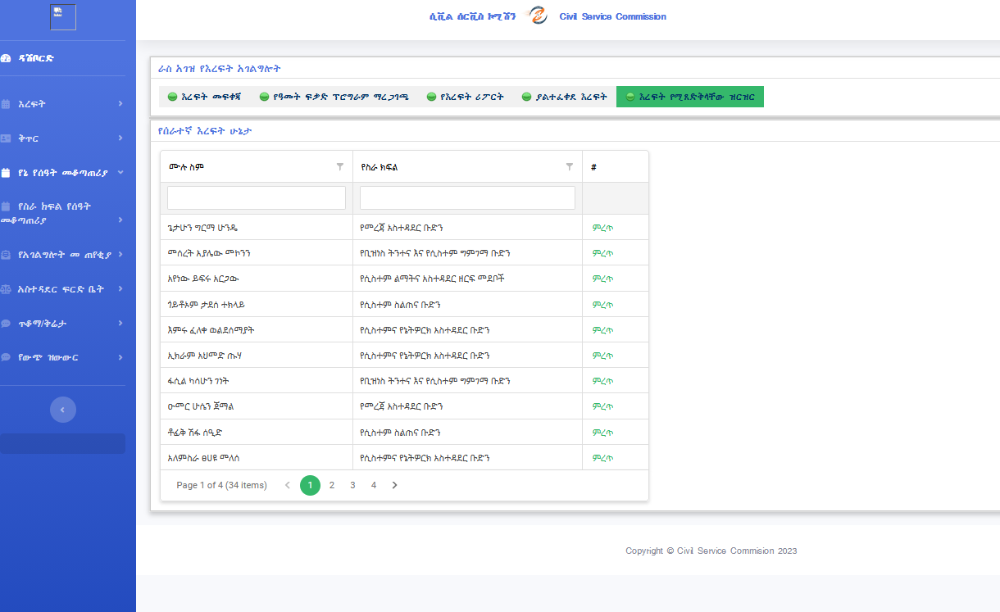 ሲቪል ሰርቪስ ኮሚሽን Civil Service Commission
ዳሽቦርድ
እረፍት
ቅጥር
የኔ የሰዓት መቆጣጠሪያ
የስራ ክፍል የሰዓት
መቆጣጠሪያ
የአገልግሎት መ ጠየቂያ
አስተዳደር ፍርድ ቤት
ጥቆማ/ቅሬታ
የውጭ ዝውውር
ራስ አገዝ የእረፍት አገልግሎት
እረፍት መፍቀጃ የዓመት ፍቃድ ፕሮግራም ማረጋገጫ የእረፍት ሪፖርት ያልተፈቀደ እረፍት እረፍት የሚጸድቅላቸው ዝርዝር
የሰራተኛ እረፍት ሁኔታ
ሙሉ ስም የስራ ክፍል #
ጌታሁን ግርማ ሁንዴ የመረጃ አስተዳደር ቡድን ምረጥ
መሰረት አያሌው መኮንን የቢዝነስ ትንተና እና የሲስተም ግምገማ ቡድን ምረጥ
አየነው ይፍሩ አርጋው የሲስተም ልማትና አስተዳደር ዘርፍ መደቦች ምረጥ
ጎይቶኦም ታደሰ ተክላይ የሲስተም ስልጠና ቡድን ምረጥ
እምሩ ፈለቀ ወልደሰማያት የሲስተምና የኔትዎርክ አስተዳደር ቡድን ምረጥ
ኢክራም አህመድ ጡሃ የሲስተምና የኔትዎርክ አስተዳደር ቡድን ምረጥ
ፋሲል ካሳሁን ገነት የቢዝነስ ትንተና እና የሲስተም ግምገማ ቡድን ምረጥ
ዑመር ሁሴን ጀማል የመረጃ አስተዳደር ቡድን ምረጥ
ቶፊቅ ሽፋ ሰዒድ የሲስተም ስልጠና ቡድን ምረጥ
አለምስራ ፀሀዩ መለሰ የሲስተምና የኔትዎርክ አስተዳደር ቡድን ምረጥ
Page 1 of 4 (34 items) 1 2 3 4
Copyright © Civil Service Commision 2023